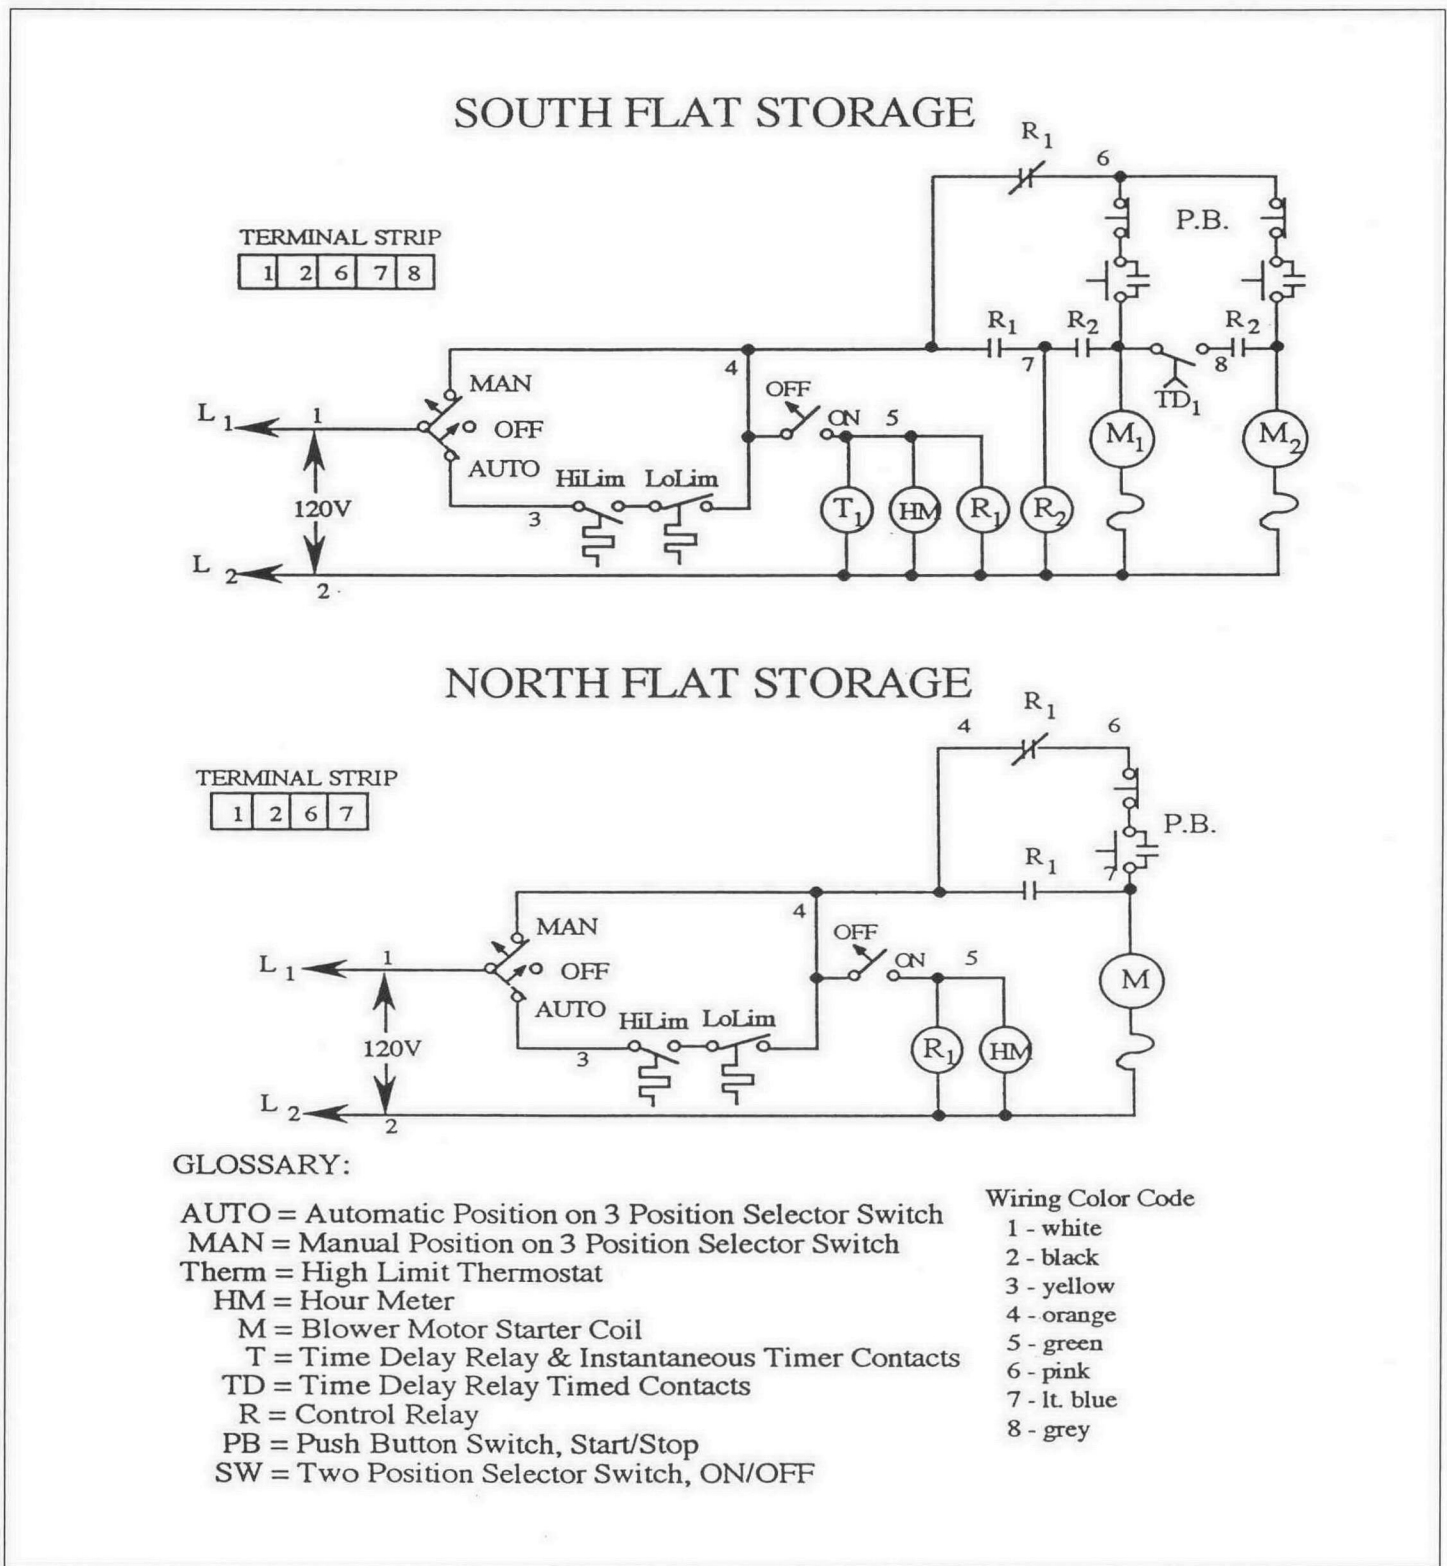 SOUTH FLAT STORAGE
R1
6
P.B.
TERMINAL STRIP
1 2 6 7 8
R1 R2 R2
4 7 8
MAN OFF TD1
L1 1 OFF ON 5 M1 M2
AUTO
HiLim LoLim
120V 3 T1 HM R1 R2
L2 2
NORTH FLAT STORAGE
4 R1 6
TERMINAL STRIP
1 2 6 7
P.B.
R1 7
4
MAN OFF
L1 1 OFF ON 5 M
AUTO
HiLim LoLim
120V 3 R1 HM
L2 2
GLOSSARY:
AUTO = Automatic Position on 3 Position Selector Switch
MAN = Manual Position on 3 Position Selector Switch
Therm = High Limit Thermostat
HM = Hour Meter
M = Blower Motor Starter Coil
T = Time Delay Relay & Instantaneous Timer Contacts
TD = Time Delay Relay Timed Contacts
R = Control Relay
PB = Push Button Switch, Start/Stop
SW = Two Position Selector Switch, ON/OFF
Wiring Color Code
1 - white
2 - black
3 - yellow
4 - orange
5 - green
6 - pink
7 - lt. blue
8 - grey